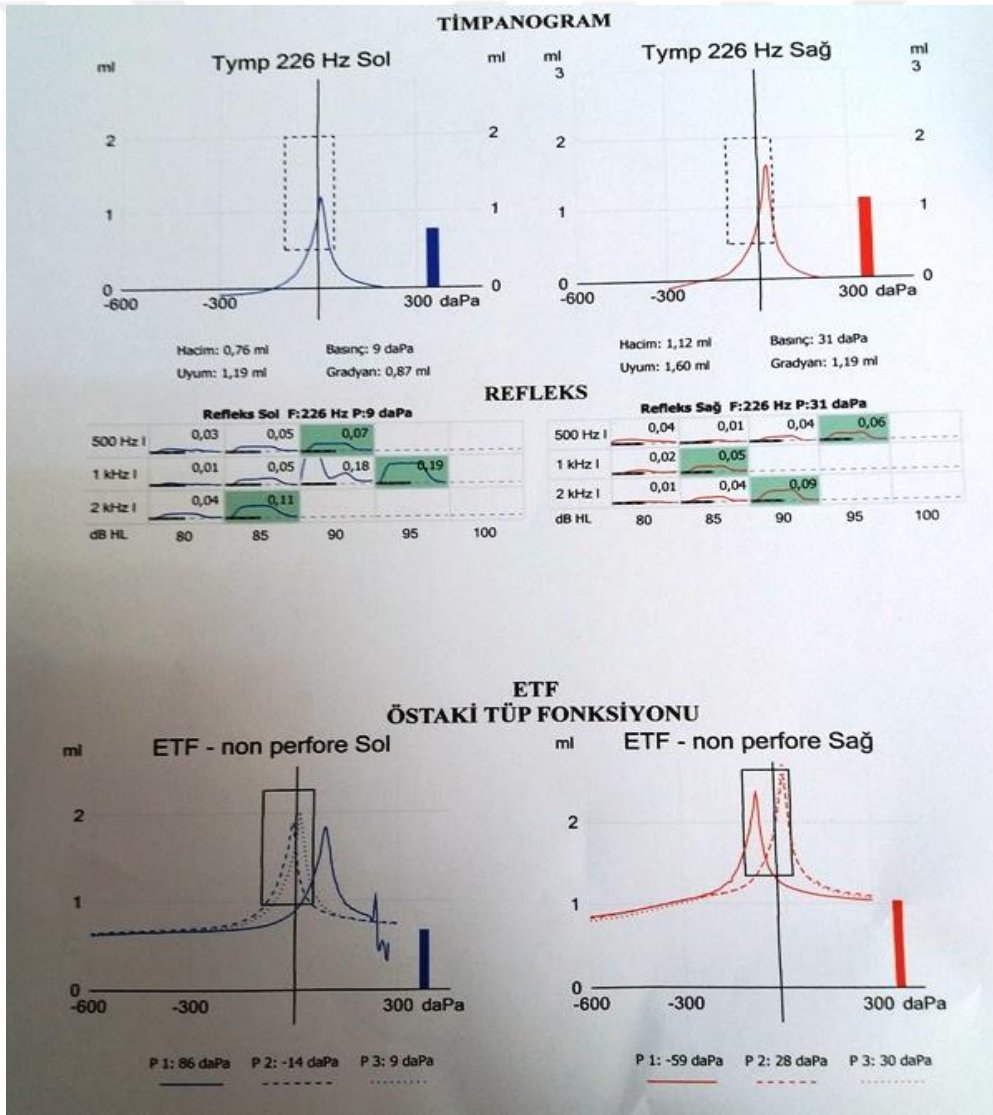 TİMPANOGRAM
Tymp 226 Hz Sol
Tymp 226 Hz Sağ
ml ml ml ml
3 3
2 2 2 2
1 1 1 1
0 0 0 0
-600 -300 300 daPa
-600 -300 300 daPa
Hacim: 0,76 ml Basınç: 9 daPa
Uyum: 1,19 ml Gradyan: 0,87 ml
Hacim: 1,12 ml Basınç: 31 daPa
Uyum: 1,60 ml Gradyan: 1,19 ml
REFLEKS
Refleks Sol F:226 Hz P:9 daPa
500 Hz I 0,03 0,05 0,07
1 kHz I 0,01 0,05 0,18 0,19
2 kHz I 0,04 0,11
dB HL 80 85 90 95 100
Refleks Sağ F:226 Hz P:31 daPa
500 Hz I 0,04 0,01 0,04 0,06
1 kHz I 0,02 0,05
2 kHz I 0,01 0,04 0,09
dB HL 80 85 90 95 100
ETF
ÖSTAKİ TÜP FONKSİYONU
ml ETF - non perfore Sol
2
1
0
-600 -300 300 daPa
P 1: 86 daPa P 2: -14 daPa P 3: 9 daPa
ml ETF - non perfore Sağ
2
1
0
-600 -300 300 daPa
P 1: -59 daPa P 2: 28 daPa P 3: 30 daPa